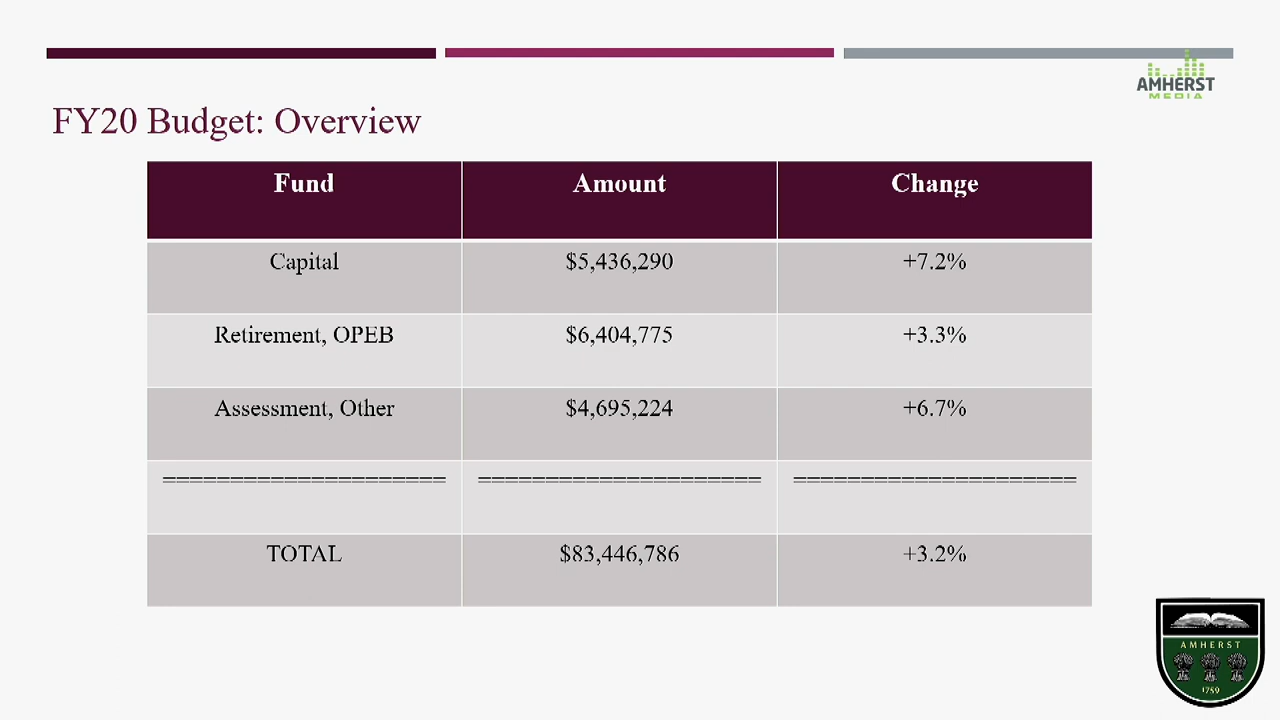 AMHERST
MEDIA
FY20 Budget: Overview
Fund Amount Change
Capital $5,436,290 +7.2%
Retirement, OPEB $6,404,775 +3.3%
Assessment, Other $4,695,224 +6.7%
===================== ===================== =====================
TOTAL $83,446,786 +3.2%
AMHERST
1759